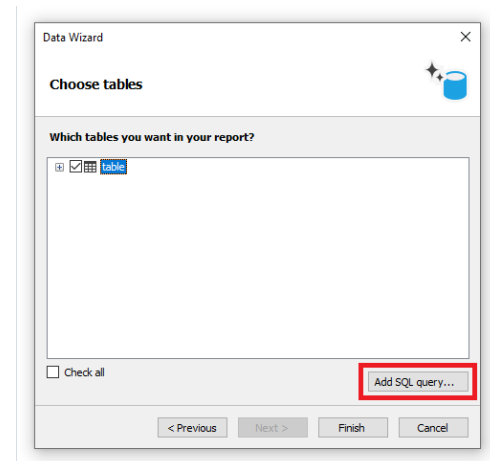 Data Wizard
Choose tables
Which tables you want in your report?
table
Check all
Add SQL query...
< Previous
Next >
Finish
Cancel